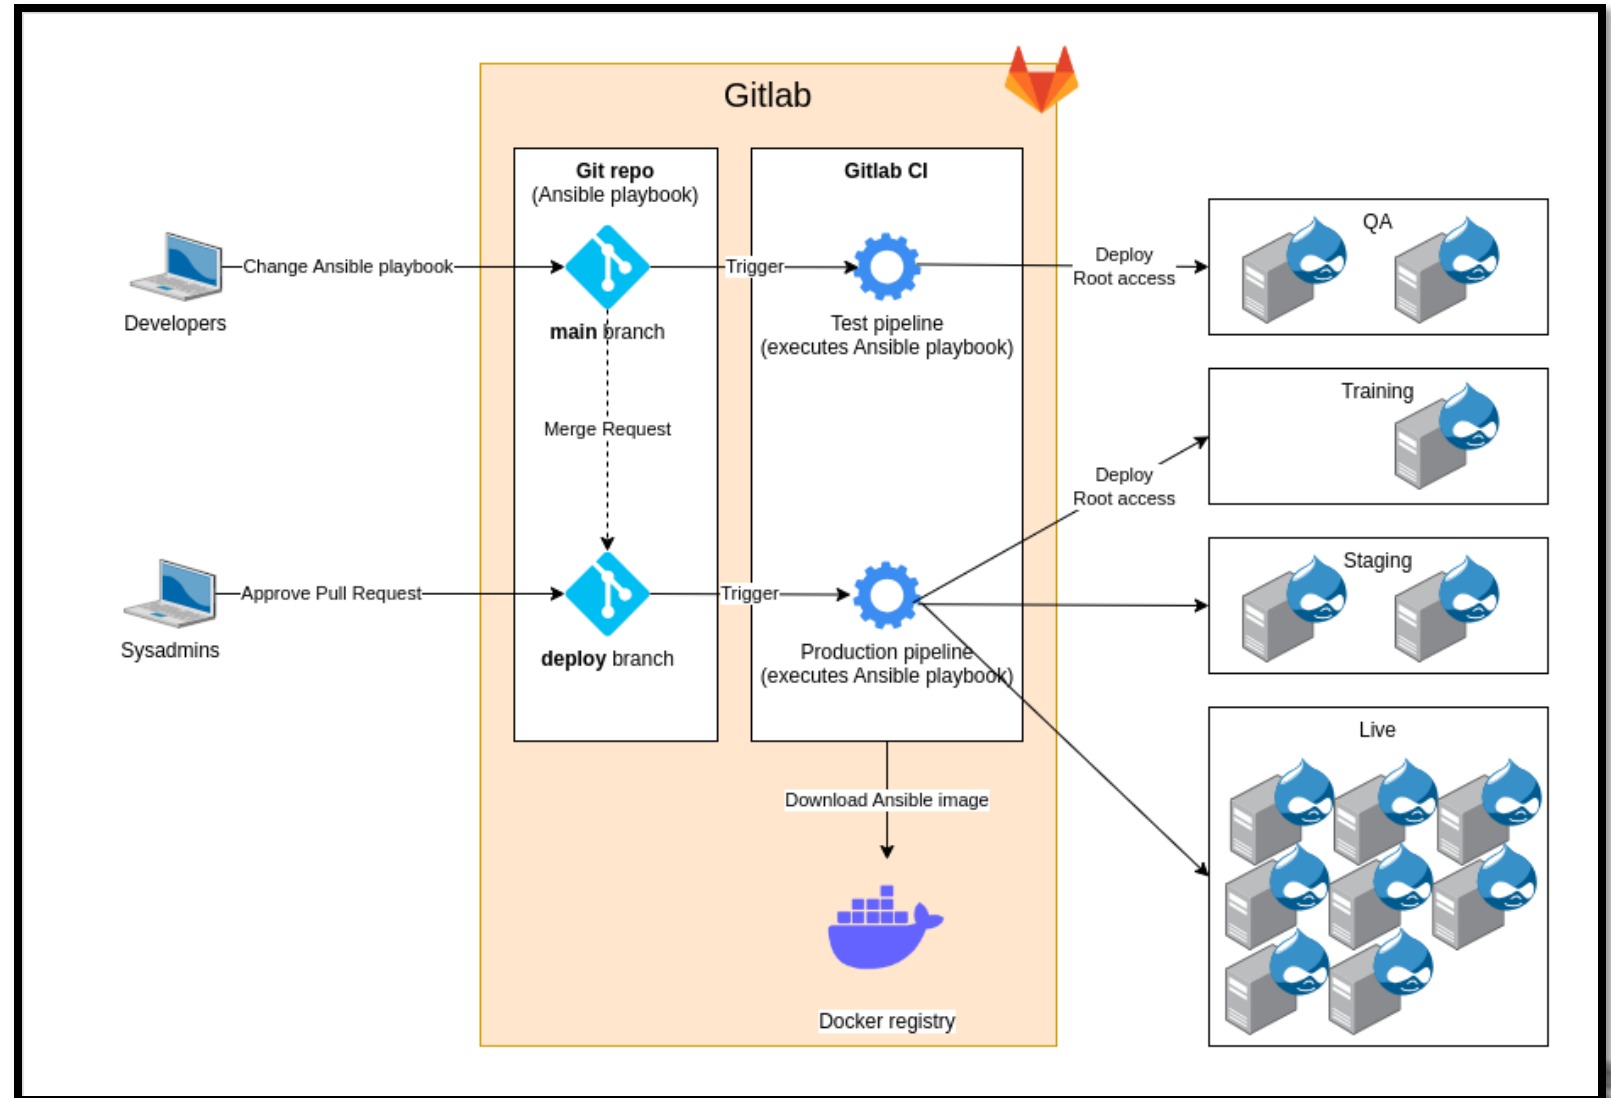 Gitlab
Git repo
(Ansible playbook)
Gitlab CI
Change Ansible playbook
Trigger
Deploy
Root access
QA
Developers
main branch
Test pipeline
(executes Ansible playbook)
Training
Merge Request
Deploy
Root access
Staging
Approve Pull Request
Trigger
Sysadmins
deploy branch
Production pipeline
(executes Ansible playbook)
Live
Download Ansible image
Docker registry